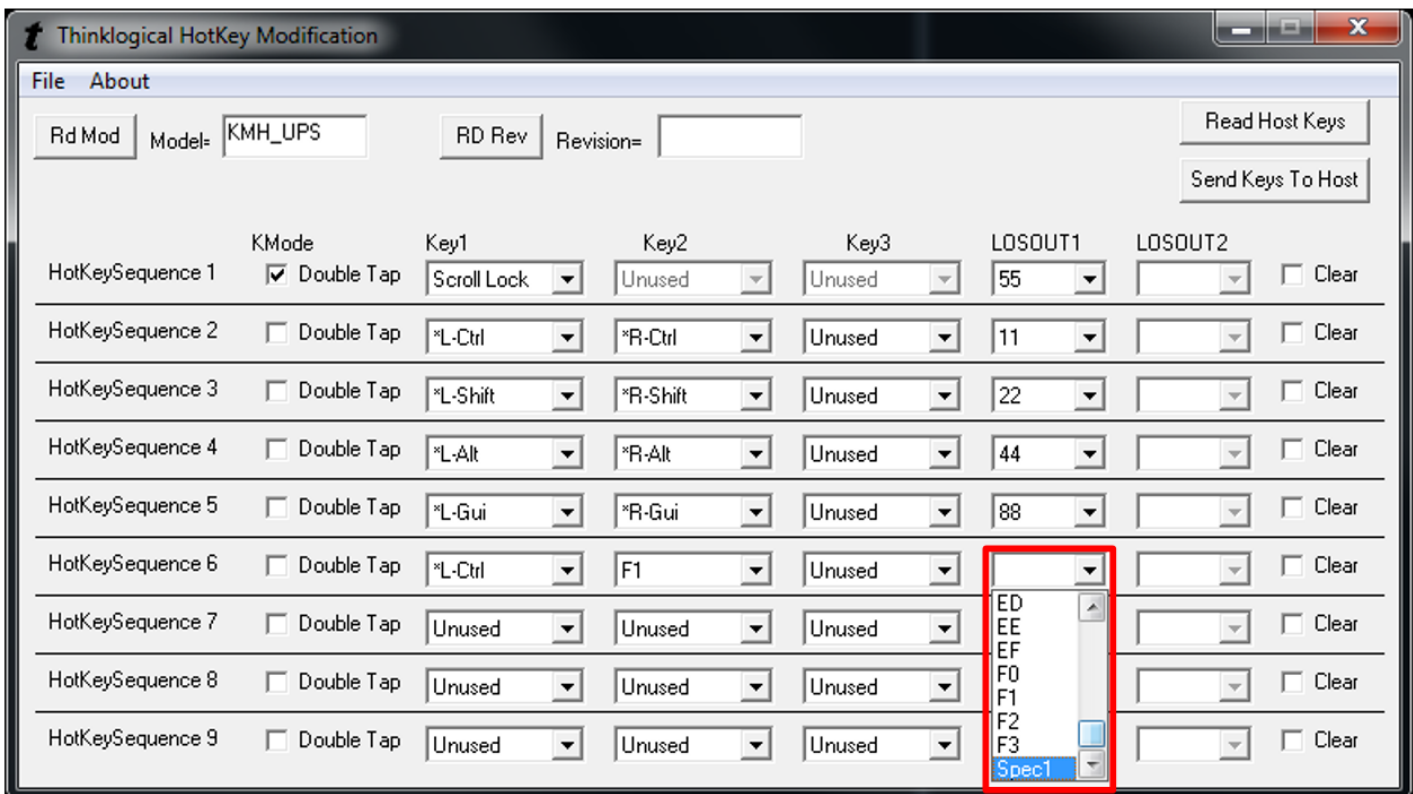 t Thinklogical HotKey Modification
File About
Rd Mod Model= KMH_UPS RD Rev Revision= Read Host Keys
Send Keys To Host
KMode Key1 Key2 Key3 LOSOUT1 LOSOUT2
HotKeySequence 1 Double Tap Scroll Lock Unused Unused 55 Clear
HotKeySequence 2 Double Tap *L-Ctrl *R-Ctrl Unused 11 Clear
HotKeySequence 3 Double Tap *L-Shift *R-Shift Unused 22 Clear
HotKeySequence 4 Double Tap *L-Alt *R-Alt Unused 44 Clear
HotKeySequence 5 Double Tap *L-Gui *R-Gui Unused 88 Clear
HotKeySequence 6 Double Tap *L-Ctrl F1 Unused Clear
ED
HotKeySequence 7 Double Tap Unused Unused Unused EE Clear
EF
F0
HotKeySequence 8 Double Tap Unused Unused Unused F1 Clear
F2
HotKeySequence 9 Double Tap Unused Unused Unused F3 Clear
Spec1